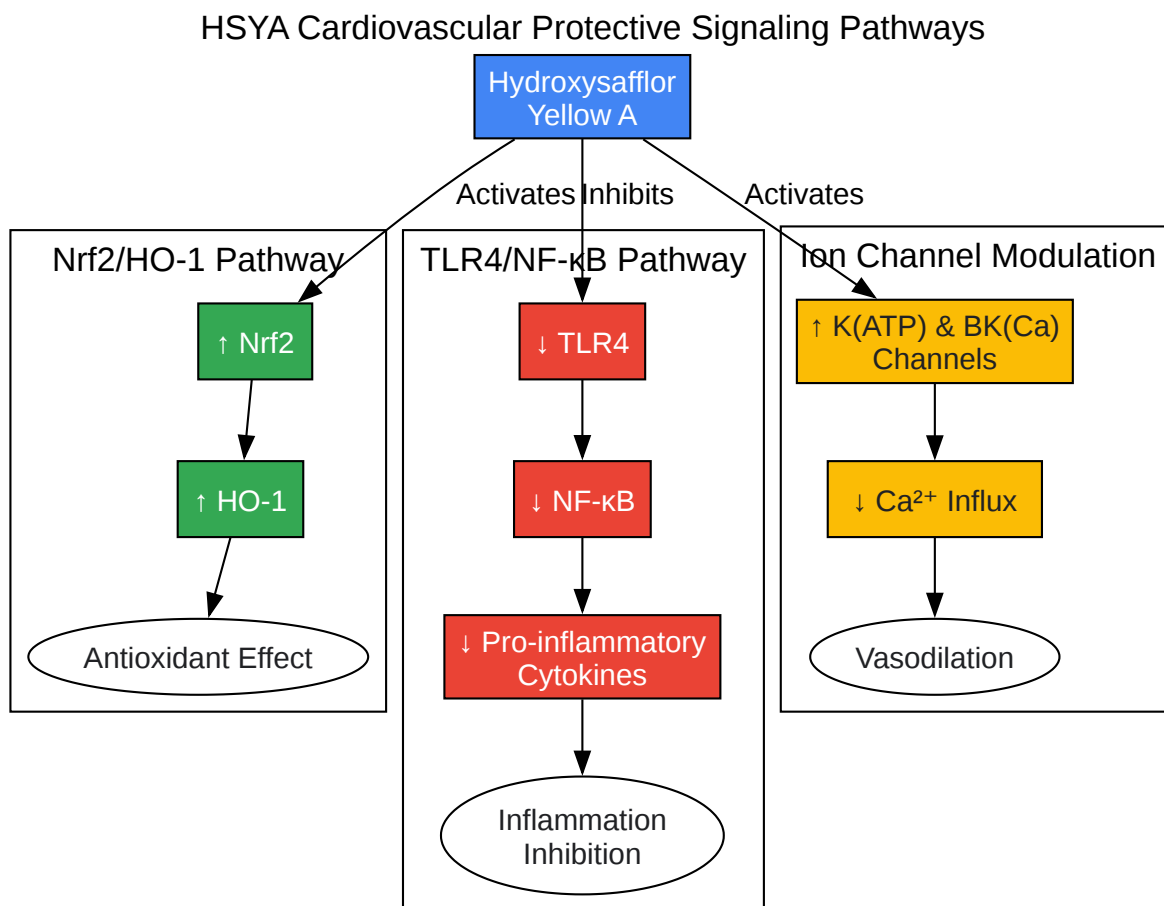 HSYA Cardiovascular Protective Signaling Pathways
Hydroxysafflor
Yellow A
Activates
Inhibits
Activates
Nrf2/HO-1 Pathway
↑ Nrf2
↑ HO-1
Antioxidant Effect
TLR4/NF-κB Pathway
↓ TLR4
↓ NF-κB
↓ Pro-inflammatory
Cytokines
Inflammation
Inhibition
Ion Channel Modulation
↑ K(ATP) & BK(Ca)
Channels
↓ Ca²⁺ Influx
Vasodilation